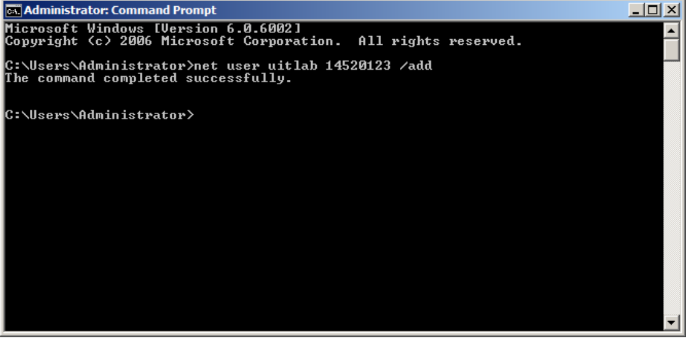 Administrator: Command Prompt
Microsoft Windows [Version 6.0.6002]
Copyright (c) 2006 Microsoft Corporation.  All rights reserved.
C:\Users\Administrator>net user uitlab 14520123 /add
The command completed successfully.
C:\Users\Administrator>